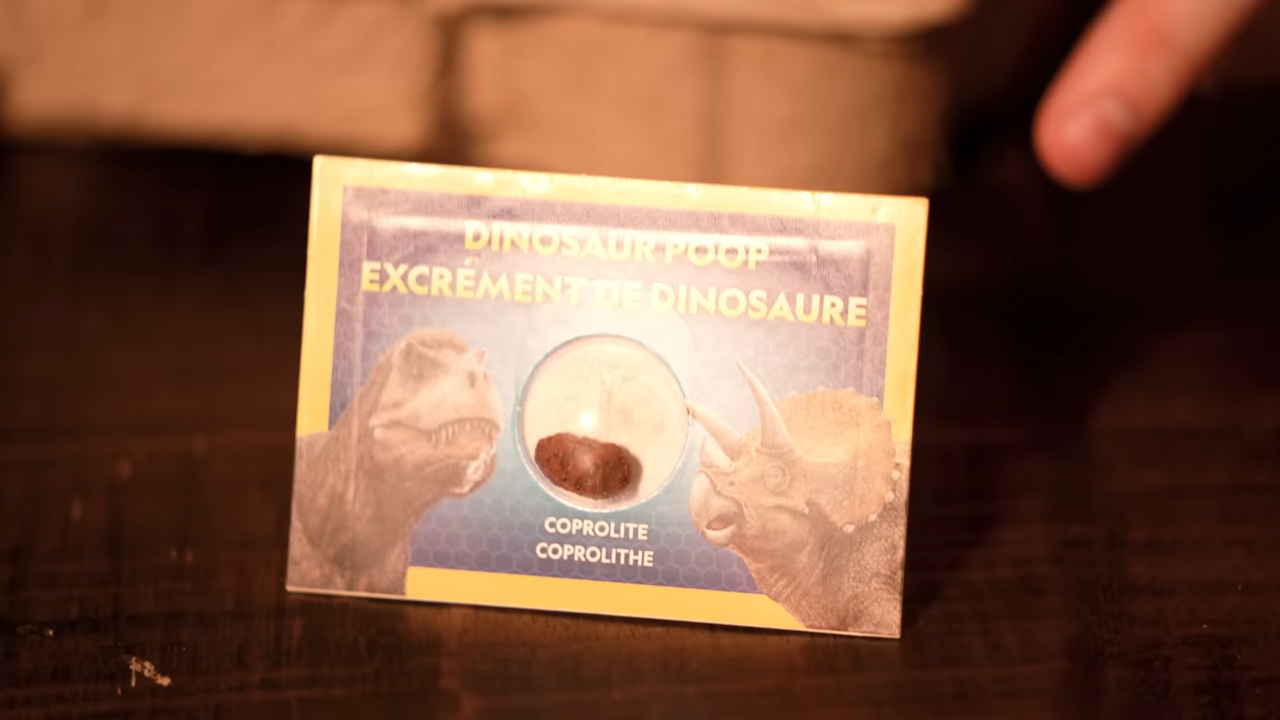 DINOSAUR POOP
EXCRÉMENT DE DINOSAURE
COPROLITE
COPROLITHE